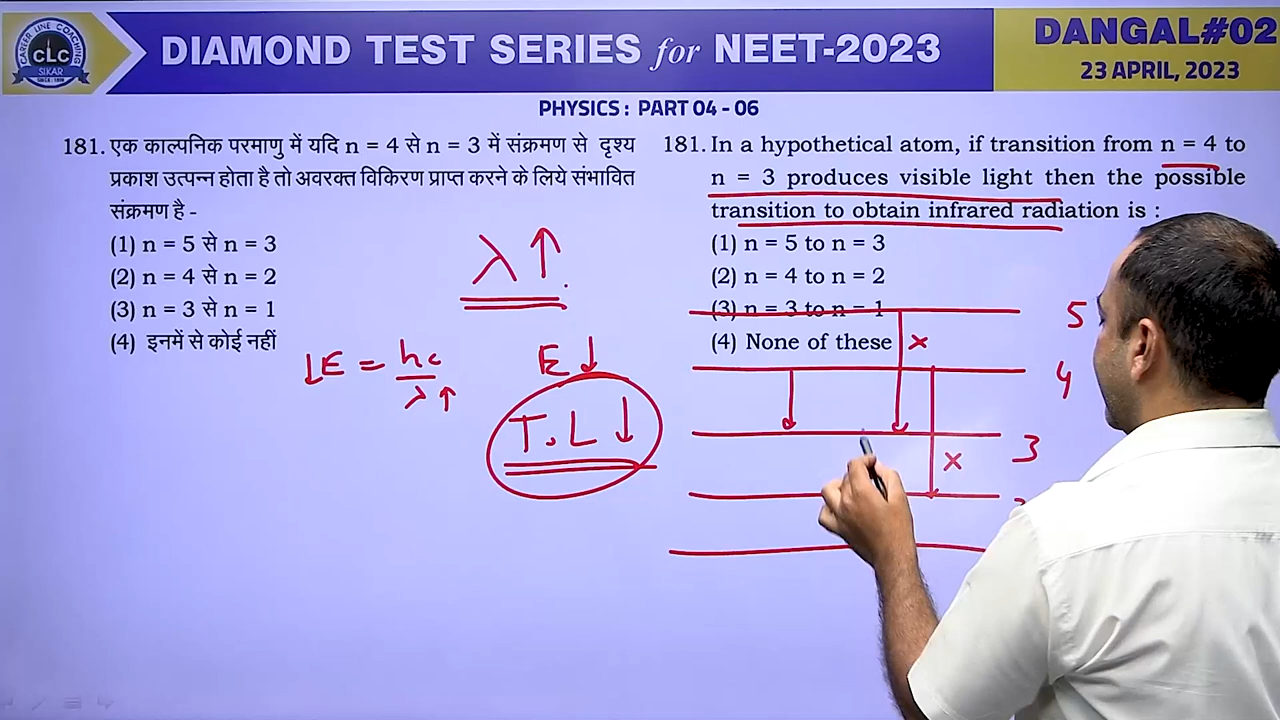 CAREER LINE COACHING
CLC
SIKAR
SINCE : 1996
DIAMOND TEST SERIES for NEET-2023
DANGAL#02
23 APRIL, 2023
PHYSICS : PART 04 - 06
181. एक काल्पनिक परमाणु में यदि n = 4 से n = 3 में संक्रमण से दृश्य
प्रकाश उत्पन्न होता है तो अवरक्त विकिरण प्राप्त करने के लिये संभावित
संक्रमण है -
(1) n = 5 से n = 3
(2) n = 4 से n = 2
(3) n = 3 से n = 1
(4) इनमें से कोई नहीं
181. In a hypothetical atom, if transition from n = 4 to
n = 3 produces visible light then the possible
transition to obtain infrared radiation is :
(1) n = 5 to n = 3
(2) n = 4 to n = 2
(3) n = 3 to n = 1
(4) None of these
λ ↑
↓E = hc / λ↑
E ↓
T.L ↓
5
x
4
3
x